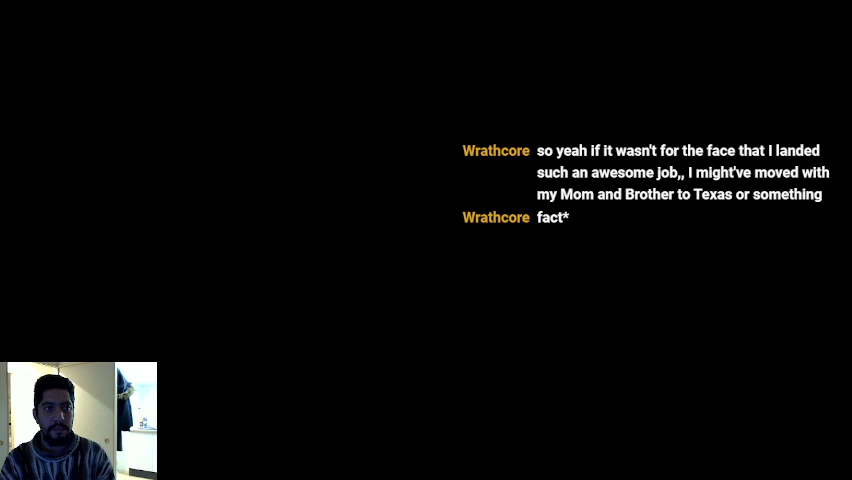 Wrathcore so yeah if it wasn't for the face that I landed
such an awesome job,, I might've moved with
my Mom and Brother to Texas or something
Wrathcore fact*